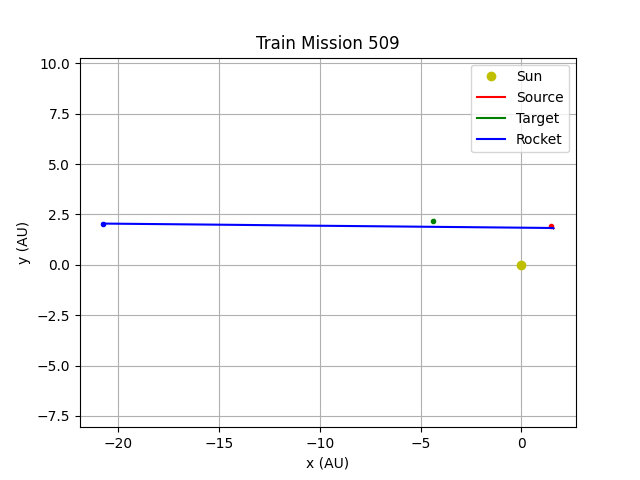 Train Mission 509
10.0
7.5
5.0
2.5
0.0
−2.5
−5.0
−7.5
y (AU)
Sun
Source
Target
Rocket
−20
−15
−10
−5
0
x (AU)